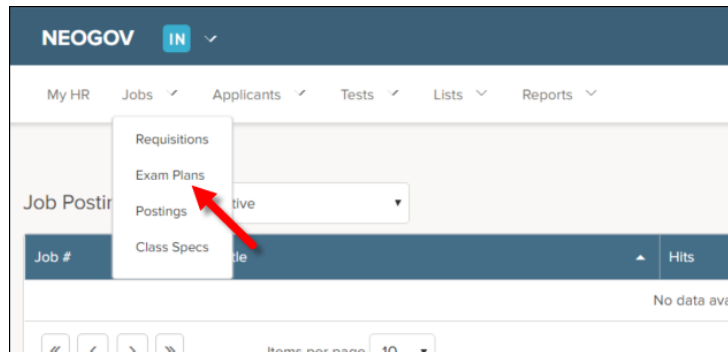 NEOGOV IN
My HR Jobs Applicants Tests Lists Reports
Requisitions
Exam Plans
Job Postin tive
Postings
Class Specs
Job # tle Hits
No data ava
Items per page 10